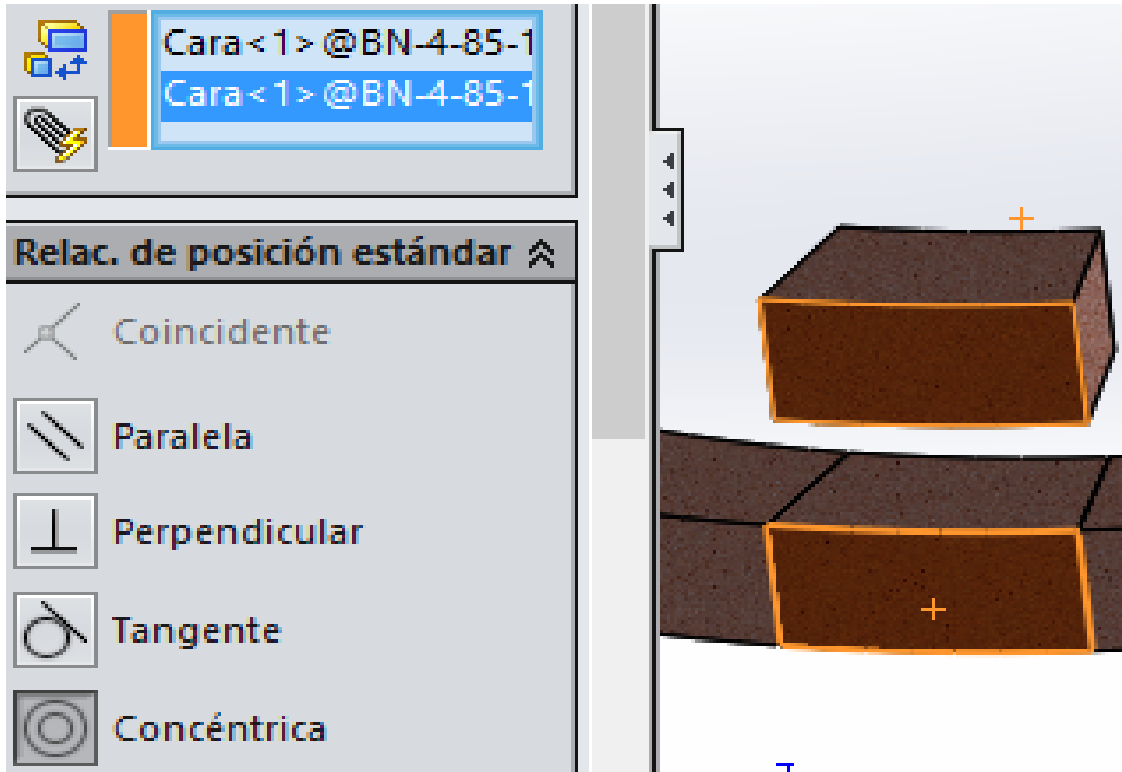 Cara<1>@BN-4-85-1
Cara<1>@BN-4-85-1
Relac. de posición estándar
Coincidente
Paralela
Perpendicular
Tangente
Concéntrica